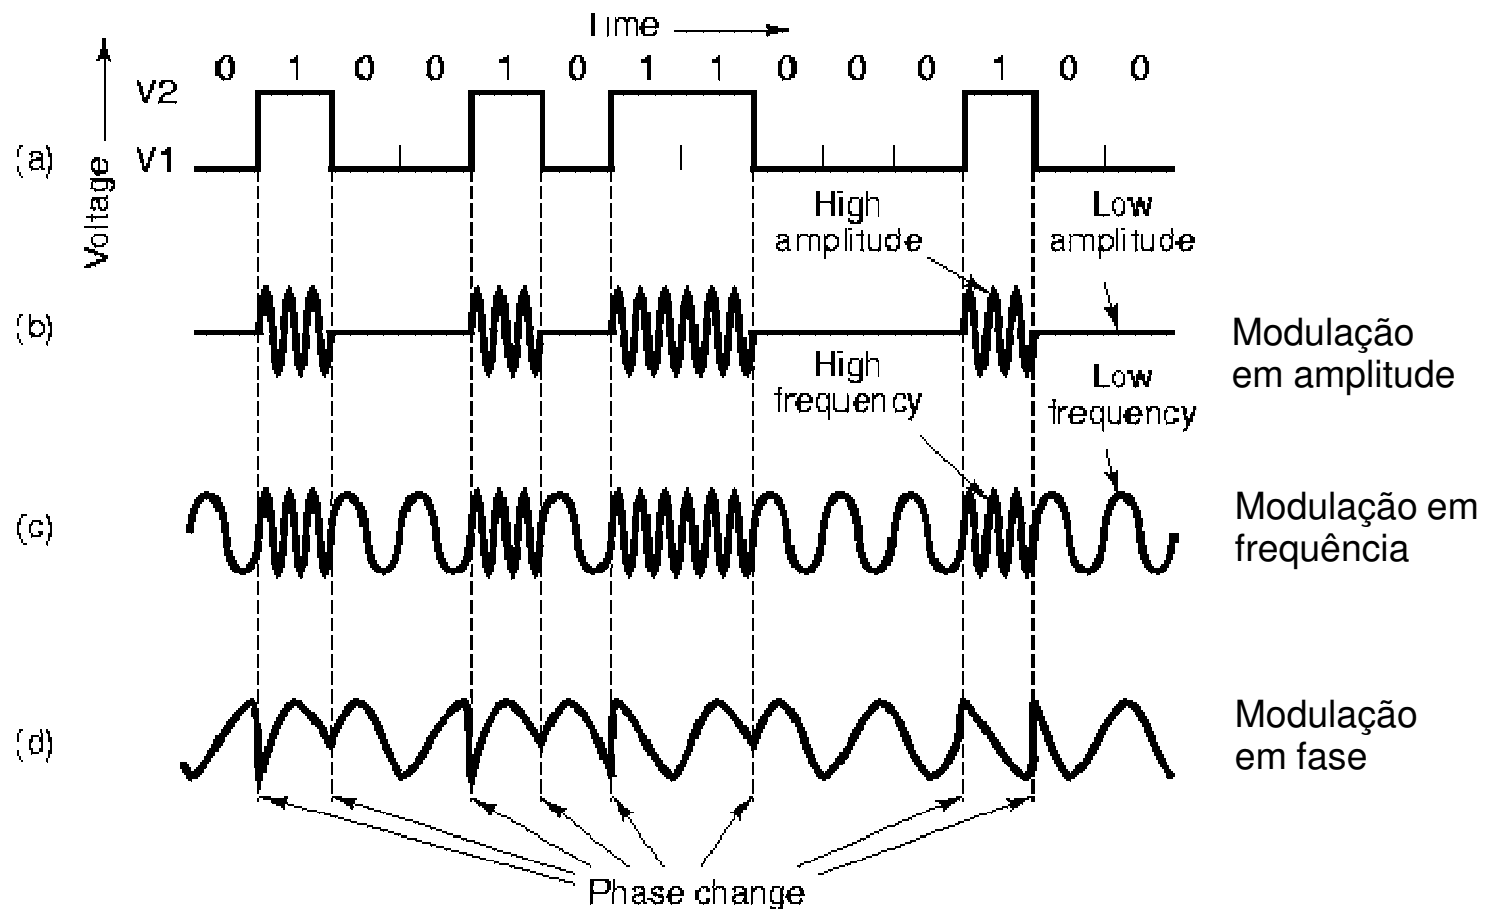 Time
0 1 0 0 1 0 1 1 0 0 0 1 0 0
V2
(a)
V1
Voltage
High
amplitude
Low
amplitude
(b)
Modulação
em amplitude
High
frequency
Low
frequency
(c)
Modulação em
frequência
(d)
Modulação
em fase
Phase change